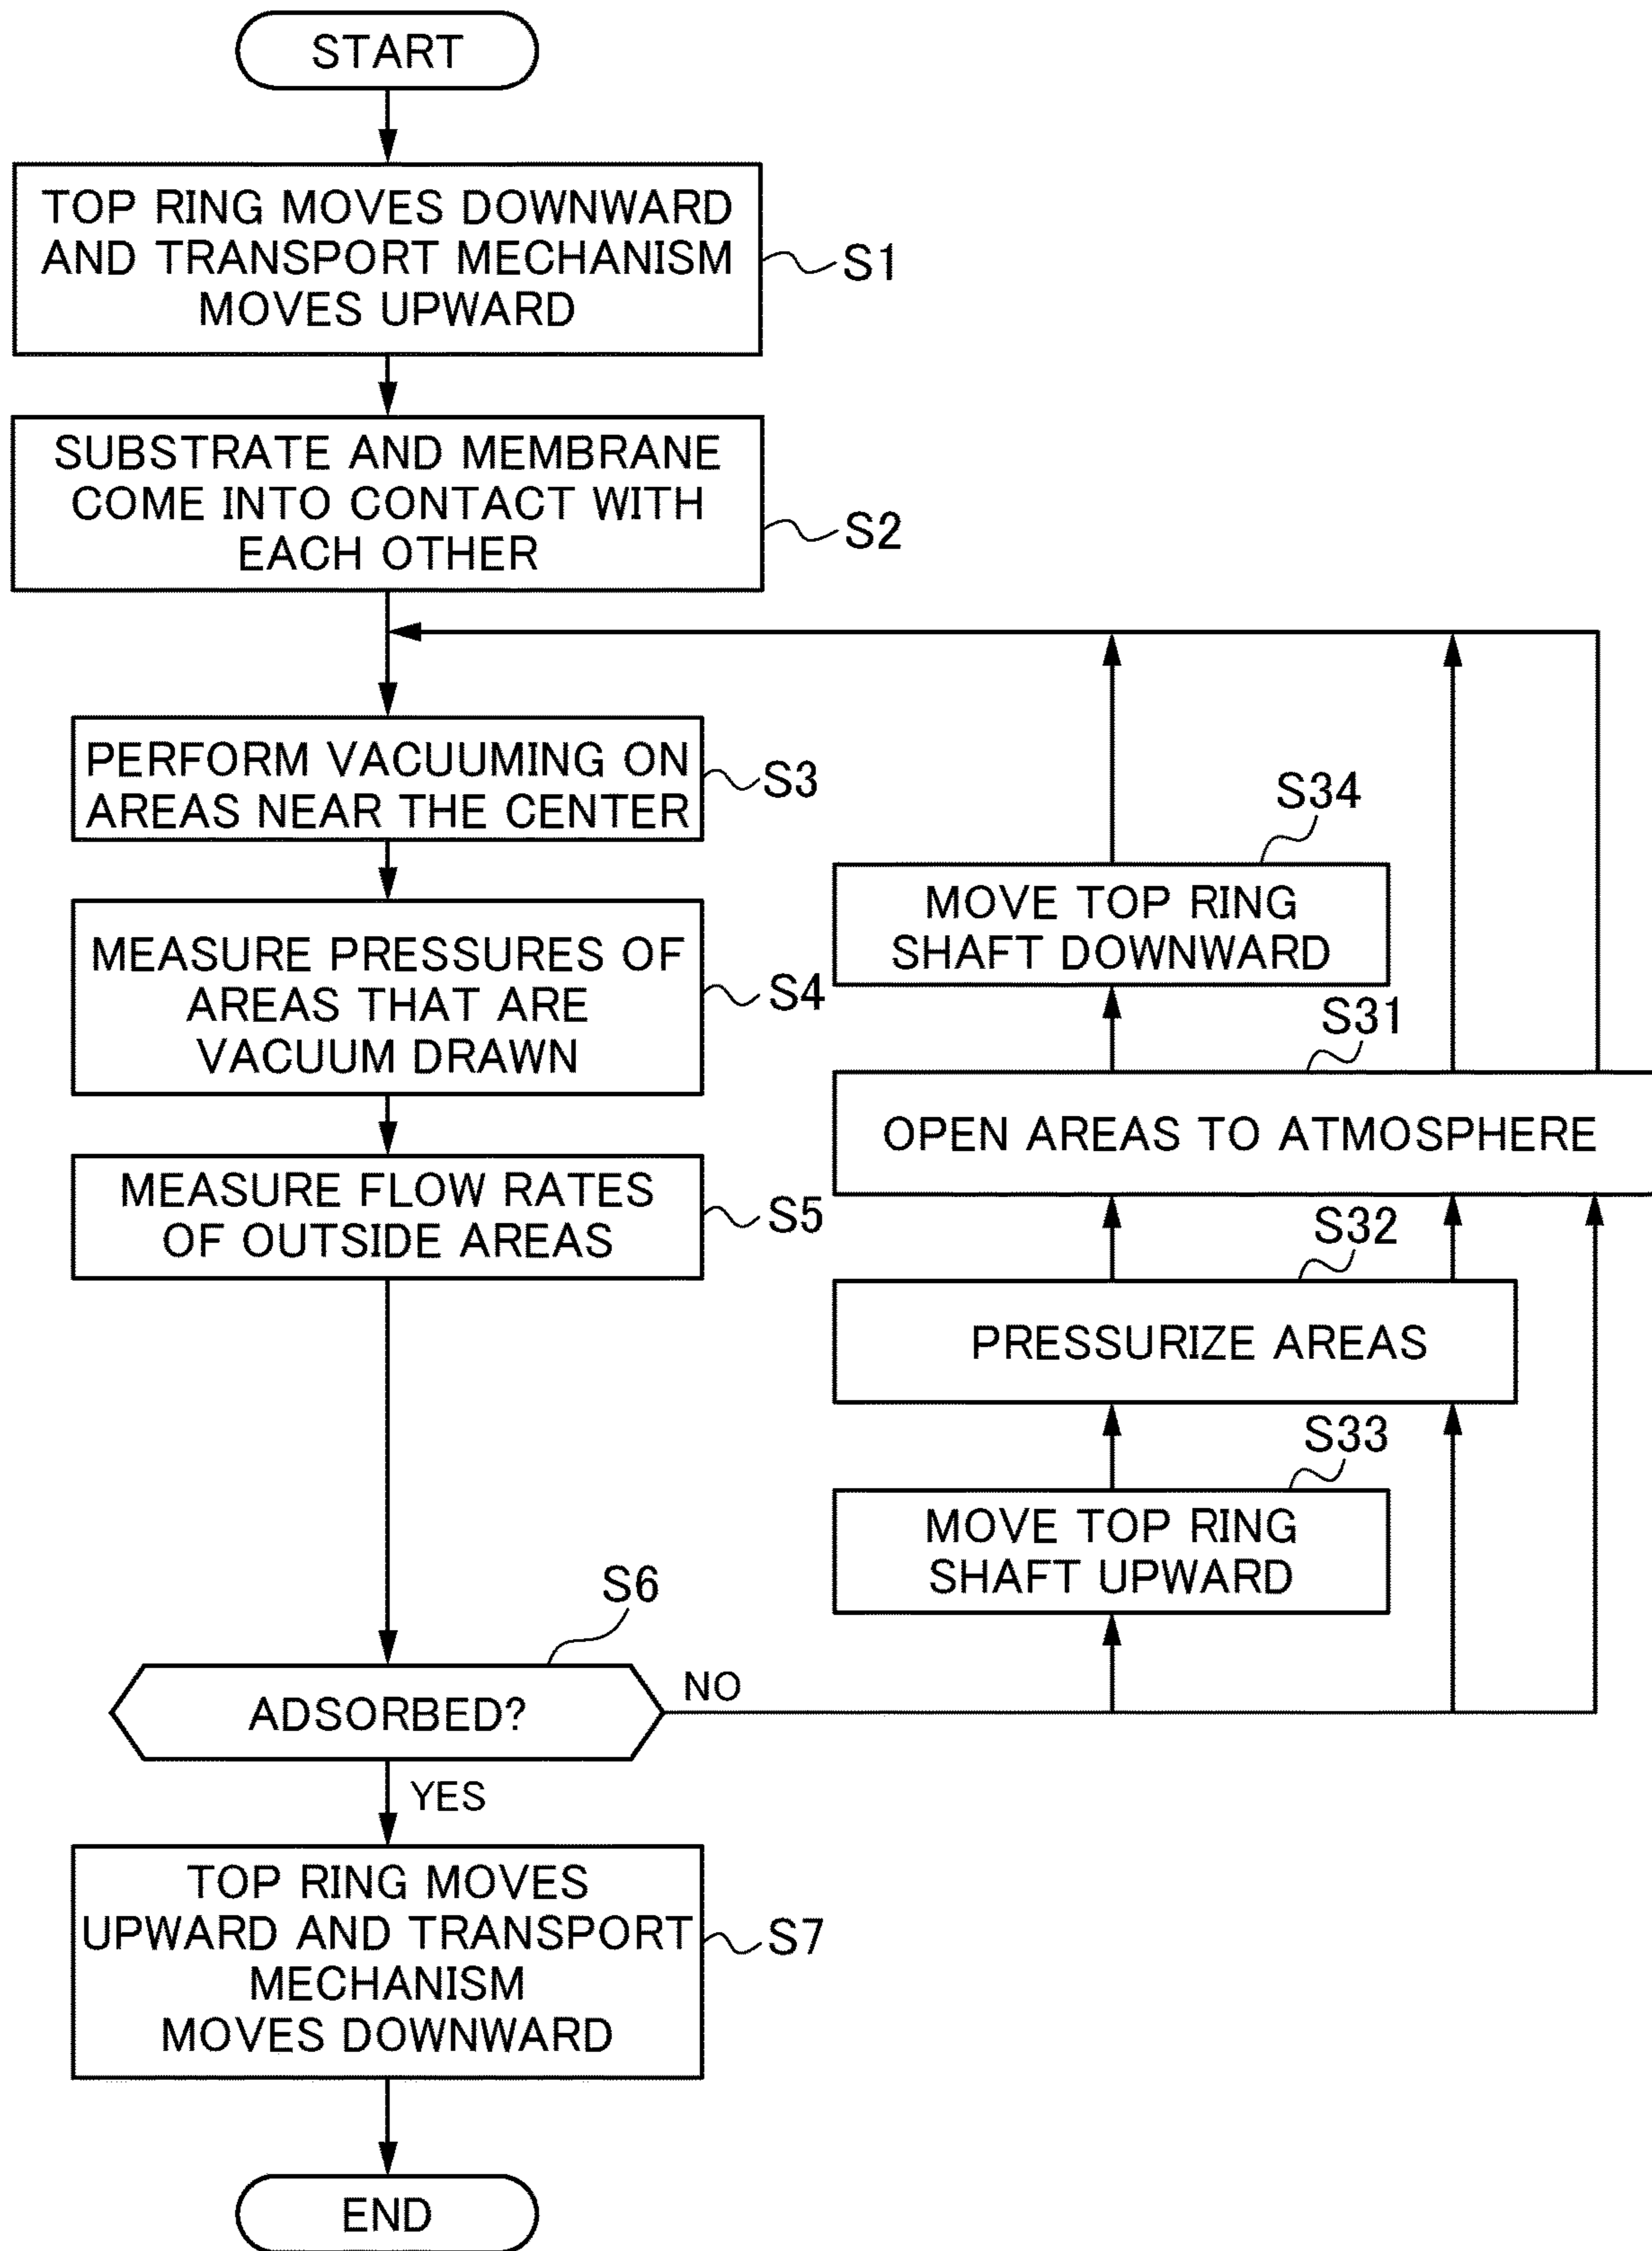 START
TOP RING MOVES DOWNWARD
AND TRANSPORT MECHANISM
MOVES UPWARD
S1
SUBSTRATE AND MEMBRANE
COME INTO CONTACT WITH
EACH OTHER
S2
PERFORM VACUUMING ON
AREAS NEAR THE CENTER
S3
MEASURE PRESSURES OF
AREAS THAT ARE
VACUUM DRAWN
S4
MEASURE FLOW RATES
OF OUTSIDE AREAS
S5
S34
MOVE TOP RING
SHAFT DOWNWARD
S31
OPEN AREAS TO ATMOSPHERE
S32
PRESSURIZE AREAS
S33
MOVE TOP RING
SHAFT UPWARD
S6
ADSORBED?
NO
YES
TOP RING MOVES
UPWARD AND TRANSPORT
MECHANISM
MOVES DOWNWARD
S7
END